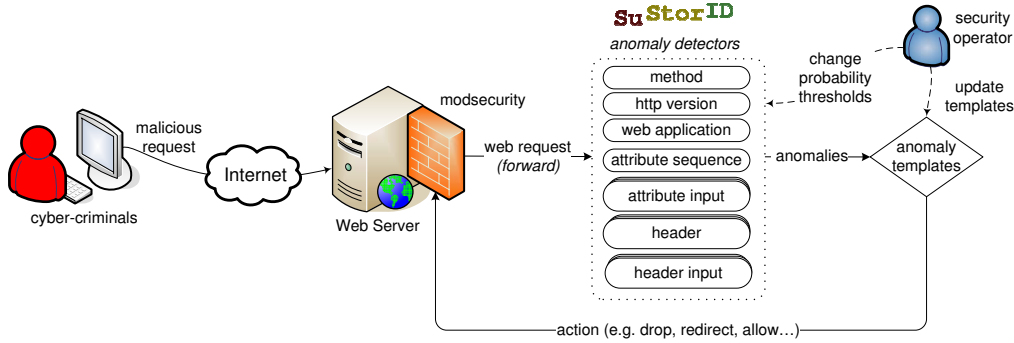 SuStorID
anomaly detectors
method
http version
web application
attribute sequence
attribute input
header
header input
security
operator
change
probability
thresholds
update
templates
anomaly
templates
anomalies
modsecurity
web request
(forward)
Web Server
malicious
request
Internet
cyber-criminals
action (e.g. drop, redirect, allow…)